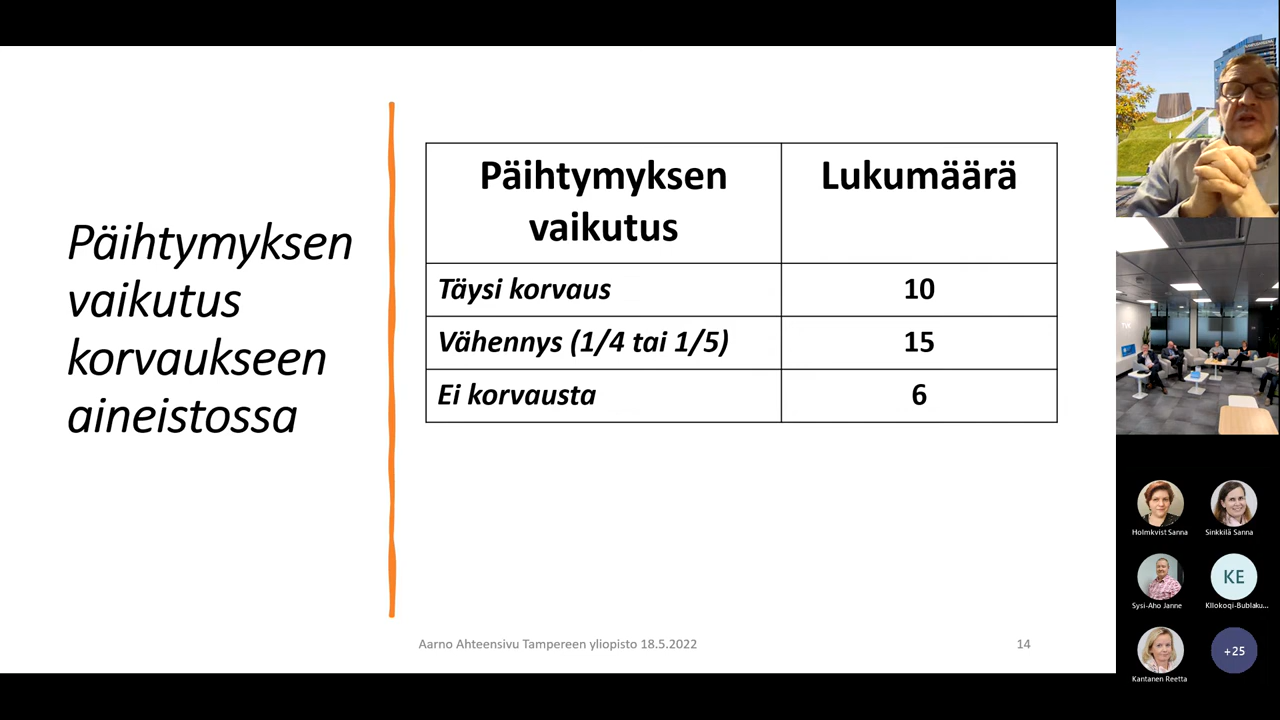 Päihtymyksen
vaikutus
korvaukseen
aineistossa
Päihtymyksen
vaikutus
Lukumäärä
Täysi korvaus
10
Vähennys (1/4 tai 1/5)
15
Ei korvausta
6
Aarno Ahteensivu Tampereen yliopisto 18.5.2022
14
Holmkvist Sanna
Sinkkilä Sanna
Sysi-Aho Janne
KE
Kllokoqi-Bublaku...
Kantanen Reetta
+25